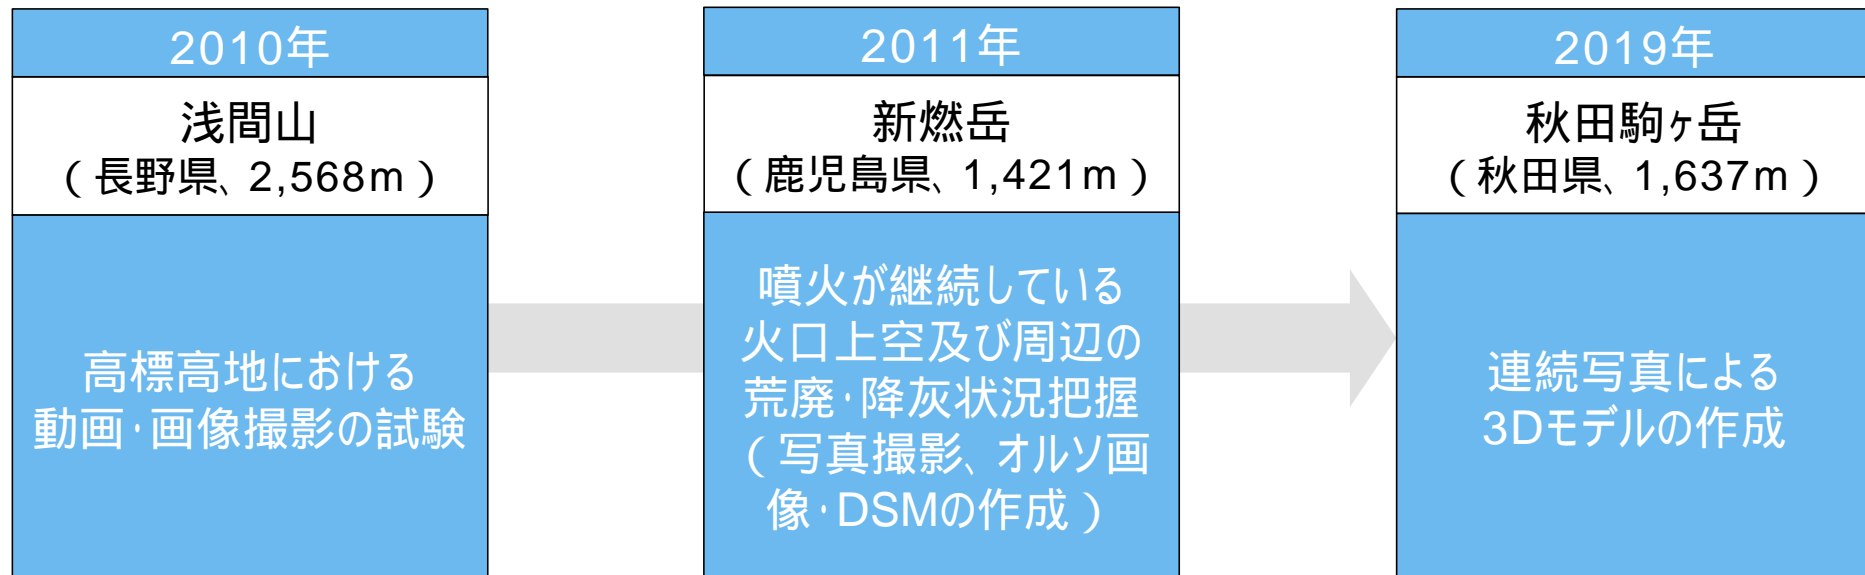 2010年
浅間山
（長野県、2,568m）
高標高地における
動画・画像撮影の試験
2011年
新燃岳
（鹿児島県、1,421m）
噴火が継続している
火口上空及び周辺の
荒廃・降灰状況把握
（写真撮影、オルソ画
像・DSMの作成）
2019年
秋田駒ヶ岳
（秋田県、1,637m）
連続写真による
3Dモデルの作成